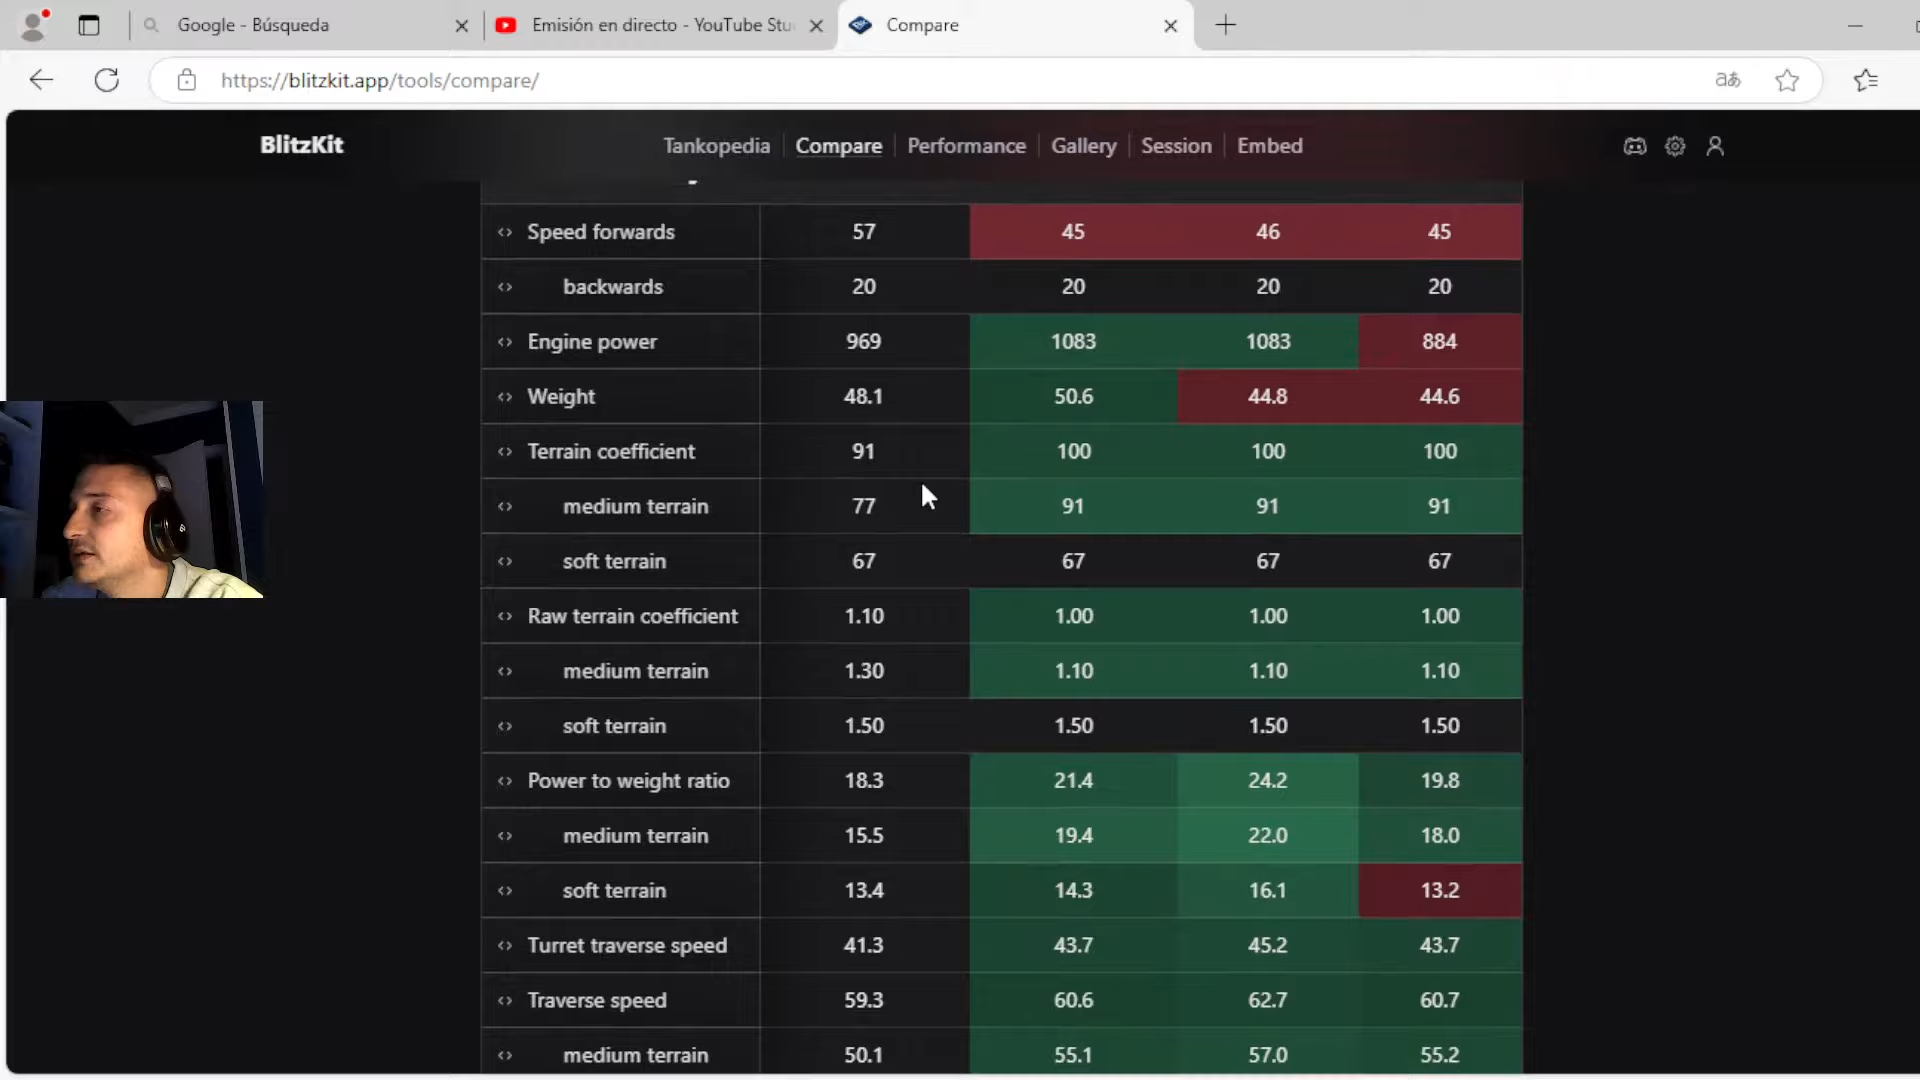 Google - Búsqueda
Emisión en directo - YouTube Stu
Compare
https://blitzkit.app/tools/compare/
aあ
BlitzKit
Tankopedia Compare Performance Gallery Session Embed
Speed forwards 57 45 46 45
backwards 20 20 20 20
Engine power 969 1083 1083 884
Weight 48.1 50.6 44.8 44.6
Terrain coefficient 91 100 100 100
medium terrain 77 91 91 91
soft terrain 67 67 67 67
Raw terrain coefficient 1.10 1.00 1.00 1.00
medium terrain 1.30 1.10 1.10 1.10
soft terrain 1.50 1.50 1.50 1.50
Power to weight ratio 18.3 21.4 24.2 19.8
medium terrain 15.5 19.4 22.0 18.0
soft terrain 13.4 14.3 16.1 13.2
Turret traverse speed 41.3 43.7 45.2 43.7
Traverse speed 59.3 60.6 62.7 60.7
medium terrain 50.1 55.1 57.0 55.2